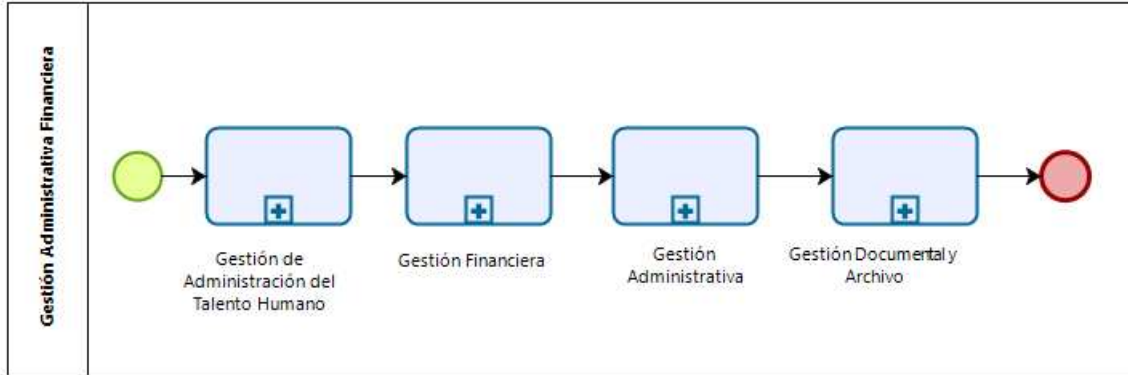 Gestión Administrativa Financiera
Gestión de
Administración del
Talento Humano
Gestión Financiera
Gestión
Administrativa
Gestión Documental y
Archivo